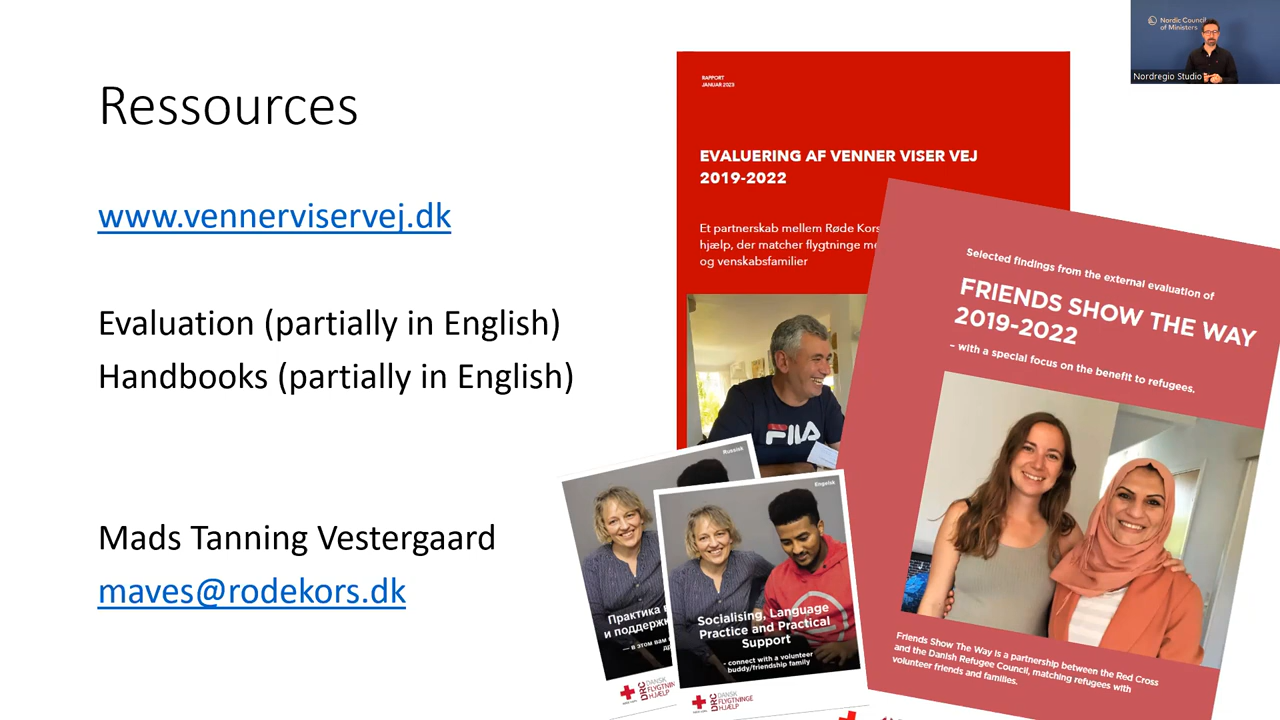 Ressources
www.vennerviservej.dk
Evaluation (partially in English)
Handbooks (partially in English)
Mads Tanning Vestergaard
maves@rodekors.dk
RAPPORT
JANUAR 2023
EVALUERING AF VENNER VISER VEJ
2019-2022
Et partnerskab mellem Røde Kors
hjælp, der matcher flygtninge
og venskabsfamilier
FILA
Selected findings from the external evaluation of
FRIENDS SHOW THE WAY
2019-2022
– with a special focus on the benefit to refugees.
Friends Show The Way is a partnership between the Red Cross
and the Danish Refugee Council, matching refugees with
volunteer friends and families.
Russisk
Практика
и поддерж
DRC DANSK
FLYGTNIN
HJÆLP
Engelsk
Socialising, Language
Practice and Practical
Support
- connect with a volunteer
buddy/friendship family
DRC DANSK
FLYGTNINGE
HJÆLP
Nordic Council
of Ministers
Nordregio Studio